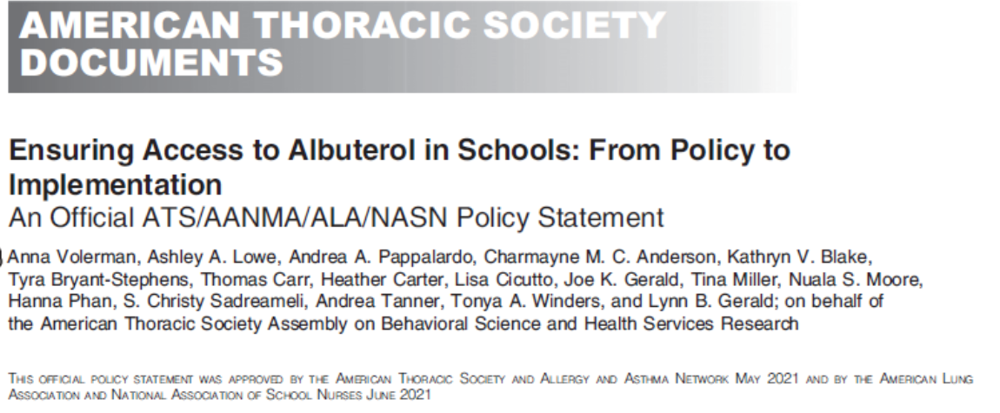 AMERICAN THORACIC SOCIETY
DOCUMENTS
Ensuring Access to Albuterol in Schools: From Policy to
Implementation
An Official ATS/AANMA/ALA/NASN Policy Statement
Anna Volerman, Ashley A. Lowe, Andrea A. Pappalardo, Charmayne M. C. Anderson, Kathryn V. Blake,
Tyra Bryant-Stephens, Thomas Carr, Heather Carter, Lisa Cicutto, Joe K. Gerald, Tina Miller, Nuala S. Moore,
Hanna Phan, S. Christy Sadreameli, Andrea Tanner, Tonya A. Winders, and Lynn B. Gerald; on behalf of
the American Thoracic Society Assembly on Behavioral Science and Health Services Research
THIS OFFICIAL POLICY STATEMENT WAS APPROVED BY THE AMERICAN THORACIC SOCIETY AND ALLERGY AND ASTHMA NETWORK MAY 2021 AND BY THE AMERICAN LUNG
ASSOCIATION AND NATIONAL ASSOCIATION OF SCHOOL NURSES JUNE 2021